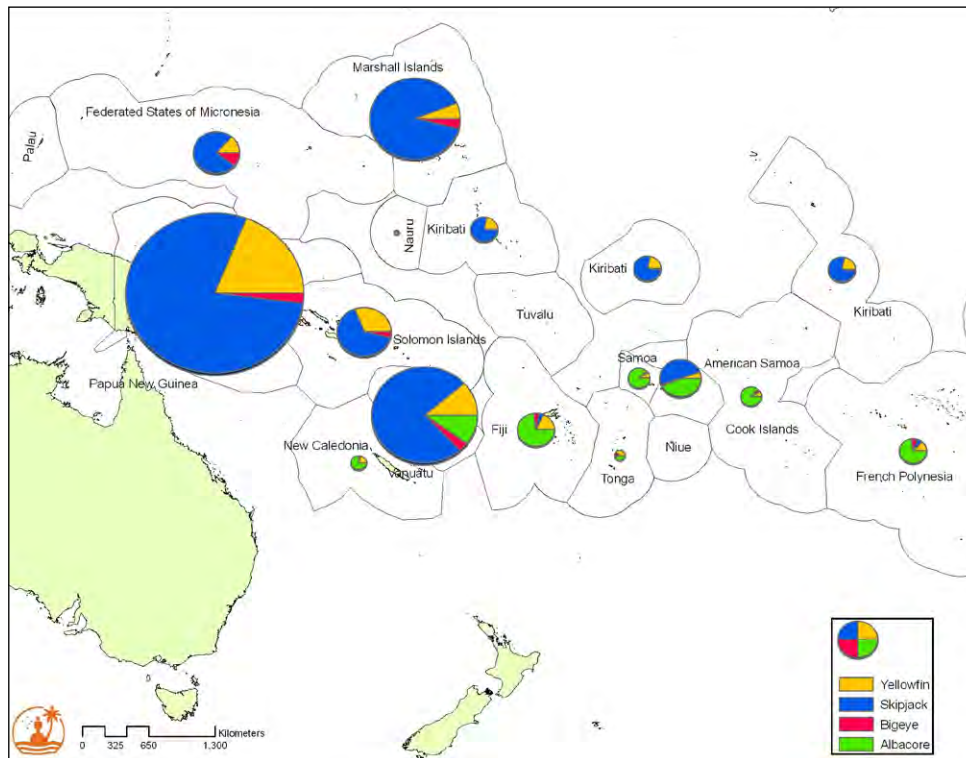 Marshall Islands
Federated States of Micronesia
Palau
Nauru
Kiribati
Kiribati
Kiribati
Tuvalu
Solomon Islands
Papua New Guinea
Samoa
American Samoa
Fiji
Cook Islands
New Caledonia
Vanuatu
Niue
Tonga
French Polynesia
Yellowfin
Skipjack
Bigeye
Albacore
Kilometers
0 325 650 1,300